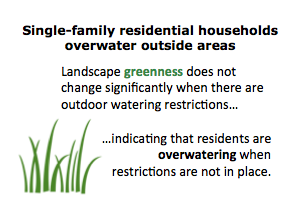 Single-family residential households
overwater outside areas
Landscape greenness does not
change significantly when there are
outdoor watering restrictions...
...indicating that residents are
overwatering when
restrictions are not in place.